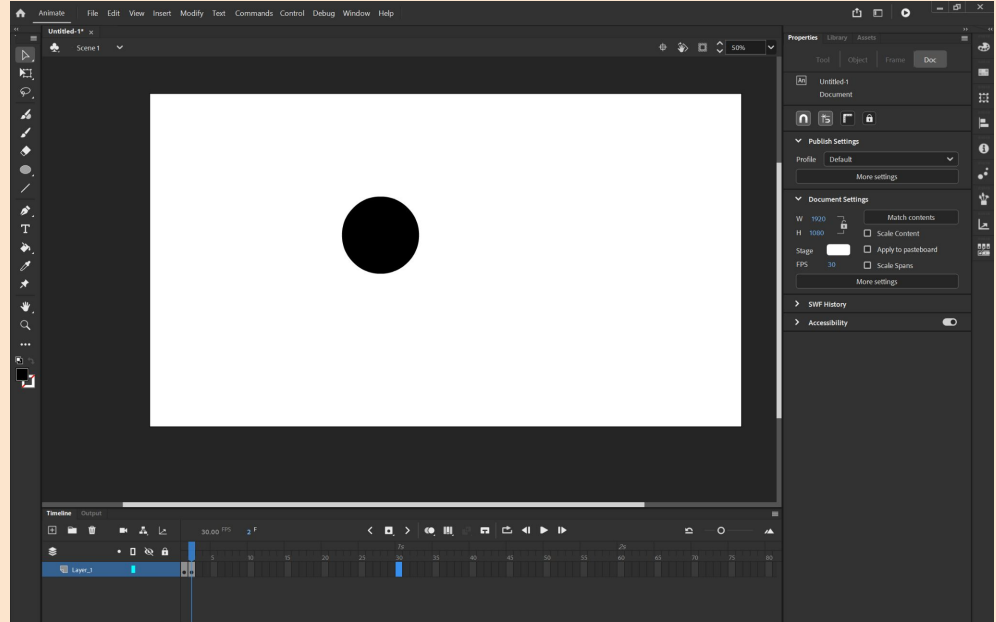 Animate File Edit View Insert Modify Text Commands Control Debug Window Help
Untitled-1* ×
Scene 1 50%
Properties Library Assets
Tool Object Frame Doc
An Untitled-1
Document
Publish Settings
Profile Default
More settings
Document Settings
W 1920 Match contents
H 1080 Scale Content
Stage Apply to pasteboard
FPS 30 Scale Spans
More settings
SWF History
Accessibility
Timeline Output
30.00 FPS 2 F
1s 2s
5 10 15 20 25 30 35 40 45 50 55 60 65 70 75 80
Layer_1